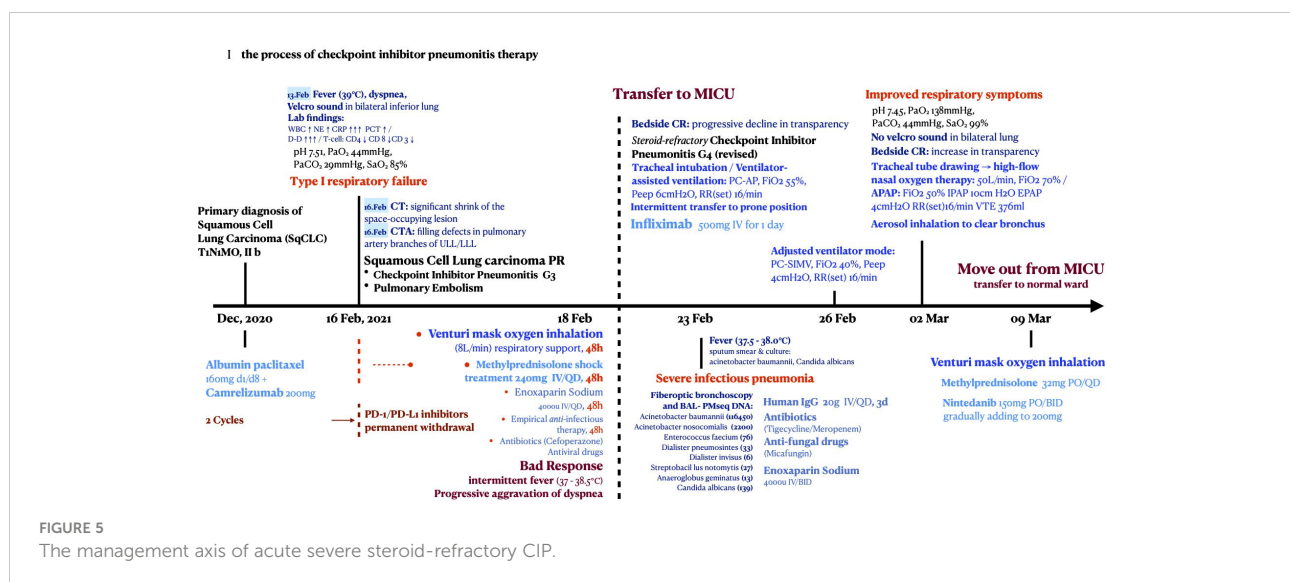 I the process of checkpoint inhibitor pneumonitis therapy
13.Feb Fever (39°C), dyspnea,
Velcro sound in bilateral inferior lung
Lab findings:
WBC ↑ NE ↑ CRP ↑↑↑ PCT ↑ /
D-D ↑↑↑ / T-cell: CD4 ↓ CD 8 ↓CD 3 ↓
pH 7.51, PaO₂ 44mmHg,
PaCO₂ 29mmHg, SaO₂ 85%
Type I respiratory failure
Primary diagnosis of
Squamous Cell
Lung Carcinoma (SqCLC)
T1N1M0, II b
16.Feb CT: significant shrink of the
space-occupying lesion
16.Feb CTA: filling defects in pulmonary
artery branches of ULL/LLL
Squamous Cell Lung carcinoma PR
• Checkpoint Inhibitor Pneumonitis G3
• Pulmonary Embolism
Transfer to MICU
Bedside CR: progressive decline in transparency
Steroid-refractory Checkpoint Inhibitor
Pneumonitis G4 (revised)
Tracheal intubation / Ventilator-
assisted ventilation: PC-AP, FiO2 55%,
Peep 6cmH2O, RR(set) 16/min
Intermittent transfer to prone position
Infliximab 500mg IV for 1 day
Adjusted ventilator mode:
PC-SIMV, FiO2 40%, Peep
4cmH2O, RR(set) 16/min
Improved respiratory symptoms
pH 7.45, PaO₂ 138mmHg,
PaCO₂ 44mmHg, SaO₂ 99%
No velcro sound in bilateral lung
Bedside CR: increase in transparency
Tracheal tube drawing → high-flow
nasal oxygen therapy: 50L/min, FiO2 70% /
APAP: FiO2 50% IPAP 10cm H2O EPAP
4cmH2O RR(set)16/min VTE 376ml
Aerosol inhalation to clear bronchus
Move out from MICU
transfer to normal ward
Dec, 2020
16 Feb, 2021
18 Feb
23 Feb
26 Feb
02 Mar
09 Mar
Albumin paclitaxel
160mg d1/d8 +
Camrelizumab 200mg
2 Cycles
PD-1/PD-L1 inhibitors
permanent withdrawal
• Venturi mask oxygen inhalation
(8L/min) respiratory support, 48h
• Methylprednisolone shock
treatment 240mg IV/QD, 48h
• Enoxaparin Sodium
4000u IV/QD, 48h
• Empirical anti-infectious
therapy, 48h
• Antibiotics (Cefoperazone)
Antiviral drugs
Bad Response
intermittent fever (37 - 38.5°C)
Progressive aggravation of dyspnea
Fever (37.5 - 38.0°C)
sputum smear & culture:
acinetobacter baumannii, Candida albicans
Severe infectious pneumonia
Fiberoptic bronchoscopy
and BAL- PMseq DNA:
Acinetobacter baumannii (116450)
Acinetobacter nosocomialis (2200)
Enterococcus faecium (76)
Dialister pneumosintes (33)
Dialister invisus (6)
Streptobacil lus notomytis (27)
Anaeroglobus geminatus (13)
Candida albicans (139)
Human IgG 20g IV/QD, 3d
Antibiotics
(Tigecycline/Meropenem)
Anti-fungal drugs
(Micafungin)
Enoxaparin Sodium
4000u IV/BID
Venturi mask oxygen inhalation
Methylprednisolone 32mg PO/QD
Nintedanib 150mg PO/BID
gradually adding to 200mg
FIGURE 5
The management axis of acute severe steroid-refractory CIP.